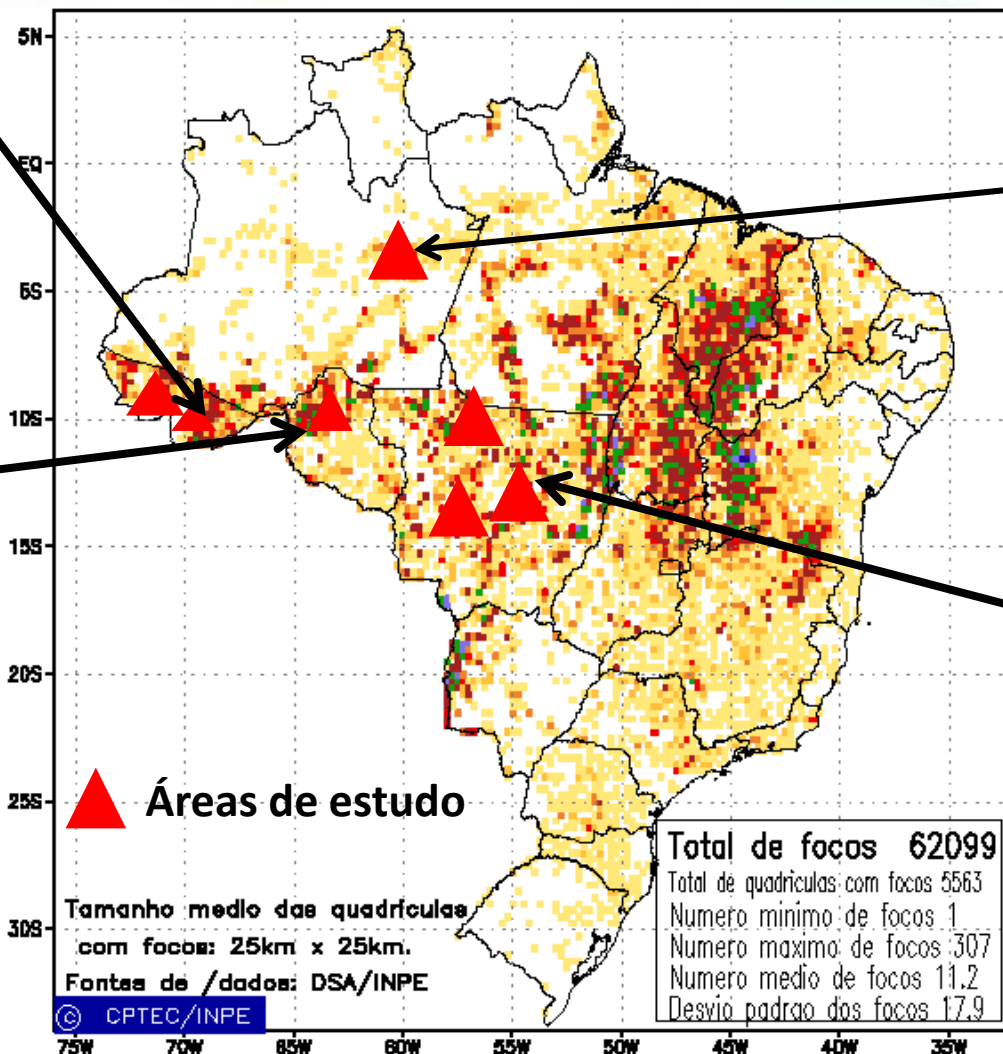 5N
EQ
5S
10S
15S
20S
25S
30S
Áreas de estudo
Tamanho medio das quadrículas
com focos: 25km x 25km.
Fontes de /dados: DSA/INPE
© CPTEC/INPE
Total de focos 62099
Total de quadriculas com focos 5563
Numero minimo de focos 1
Numero maximo de focos 307
Numero medio de focos 11.2
Desvio padrao dos focos 17.9
75W 70W 65W 60W 55W 50W 45W 40W 35W